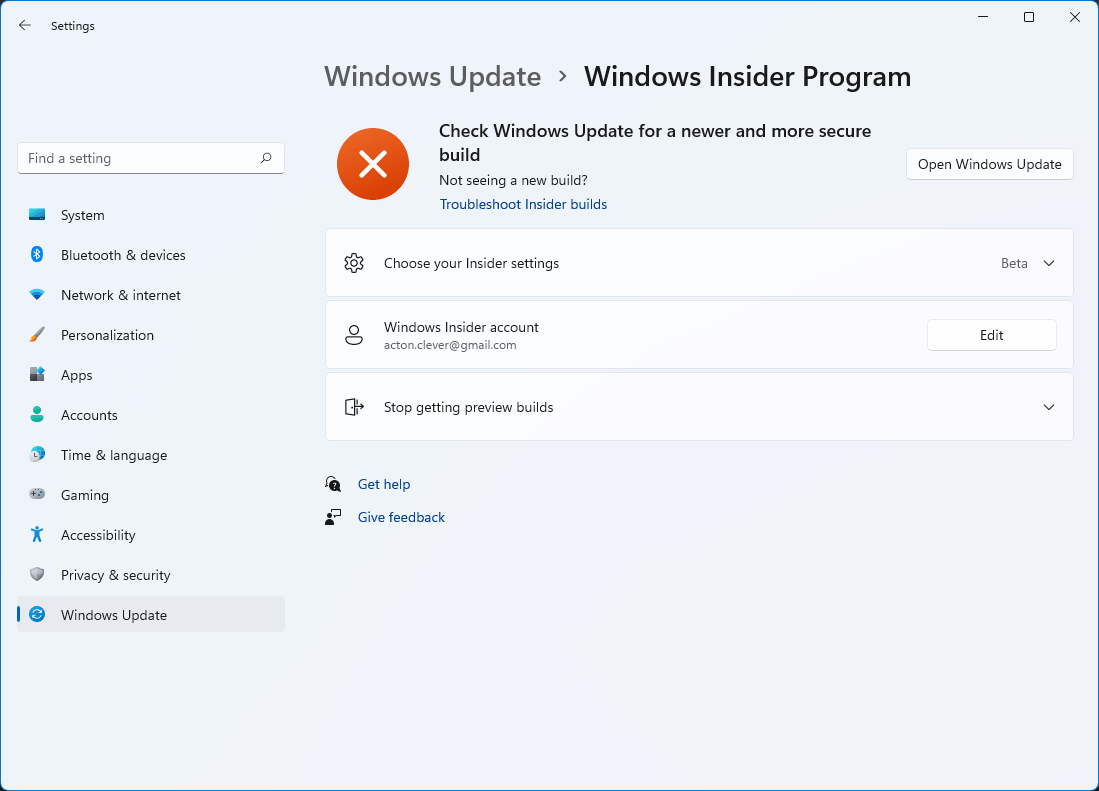 Settings
Windows Update > Windows Insider Program
Find a setting
System
Bluetooth & devices
Network & internet
Personalization
Apps
Accounts
Time & language
Gaming
Accessibility
Privacy & security
Windows Update
Check Windows Update for a newer and more secure
build
Not seeing a new build?
Troubleshoot Insider builds
Open Windows Update
Choose your Insider settings
Beta
Windows Insider account
acton.clever@gmail.com
Edit
Stop getting preview builds
Get help
Give feedback